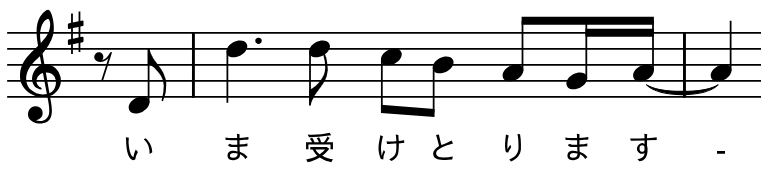 い ま 受 け と り ま す -